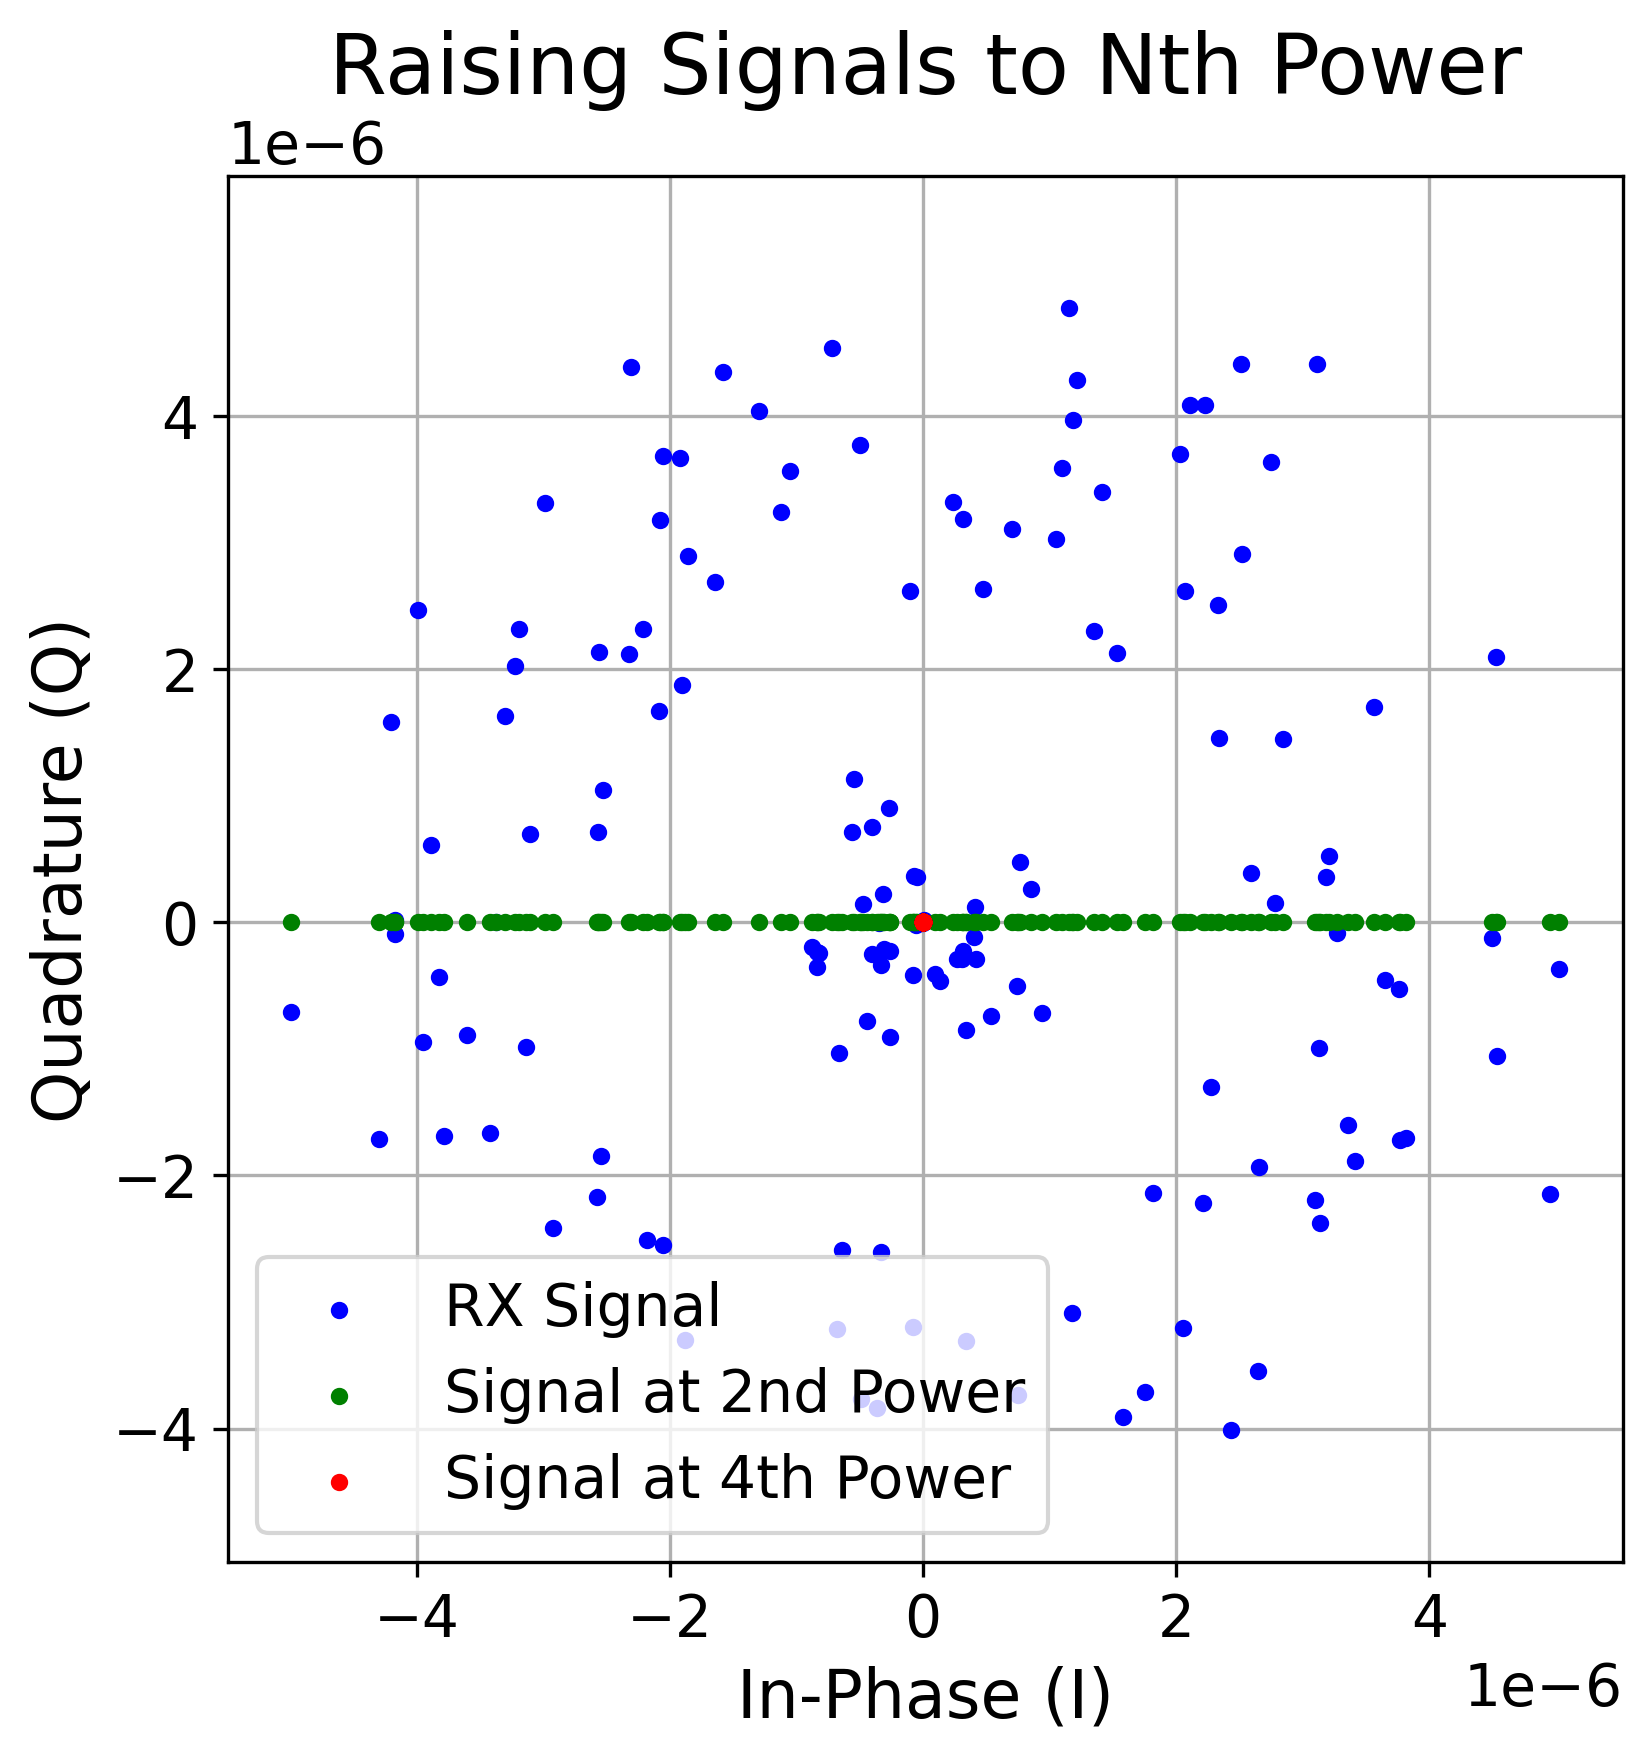 Raising Signals to Nth Power
1e−6
4
2
0
−2
−4
Quadrature (Q)
RX Signal
Signal at 2nd Power
Signal at 4th Power
−4 −2 0 2 4
In-Phase (I)
1e−6